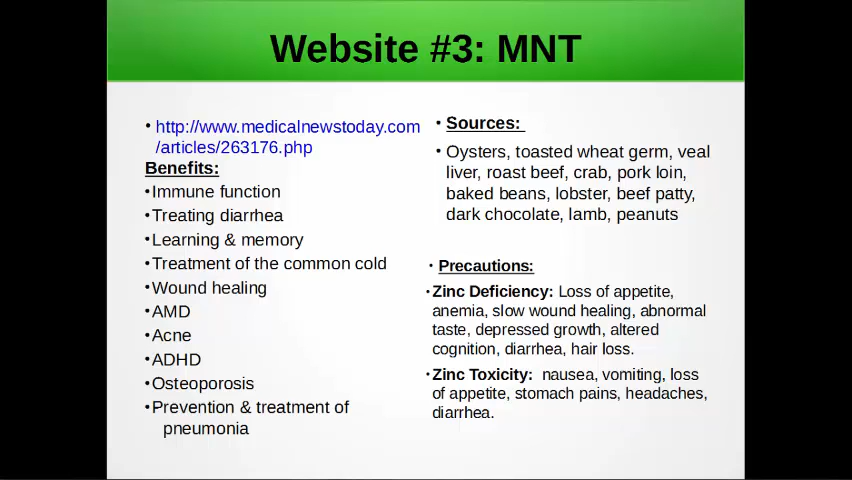 Website #3: MNT
• http://www.medicalnewstoday.com
/articles/263176.php
Benefits:
•Immune function
•Treating diarrhea
•Learning & memory
•Treatment of the common cold
•Wound healing
•AMD
•Acne
•ADHD
•Osteoporosis
•Prevention & treatment of
pneumonia
• Sources:
• Oysters, toasted wheat germ, veal
liver, roast beef, crab, pork loin,
baked beans, lobster, beef patty,
dark chocolate, lamb, peanuts
• Precautions:
•Zinc Deficiency: Loss of appetite,
anemia, slow wound healing, abnormal
taste, depressed growth, altered
cognition, diarrhea, hair loss.
•Zinc Toxicity: nausea, vomiting, loss
of appetite, stomach pains, headaches,
diarrhea.